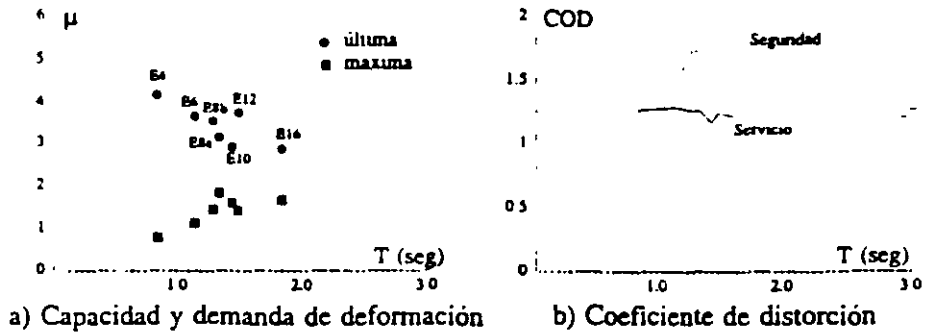 6 μ
5
4
3
2
1
0
● última
■ maxima
E4
E6
E8b
E12
E8a
E10
E16
T (seg)
1.0 2.0 3.0
a) Capacidad y demanda de deformación
2 COD
1.5
1
0.5
0
Segundad
Servicio
T (seg)
1.0 2.0 3.0
b) Coeficiente de distorción